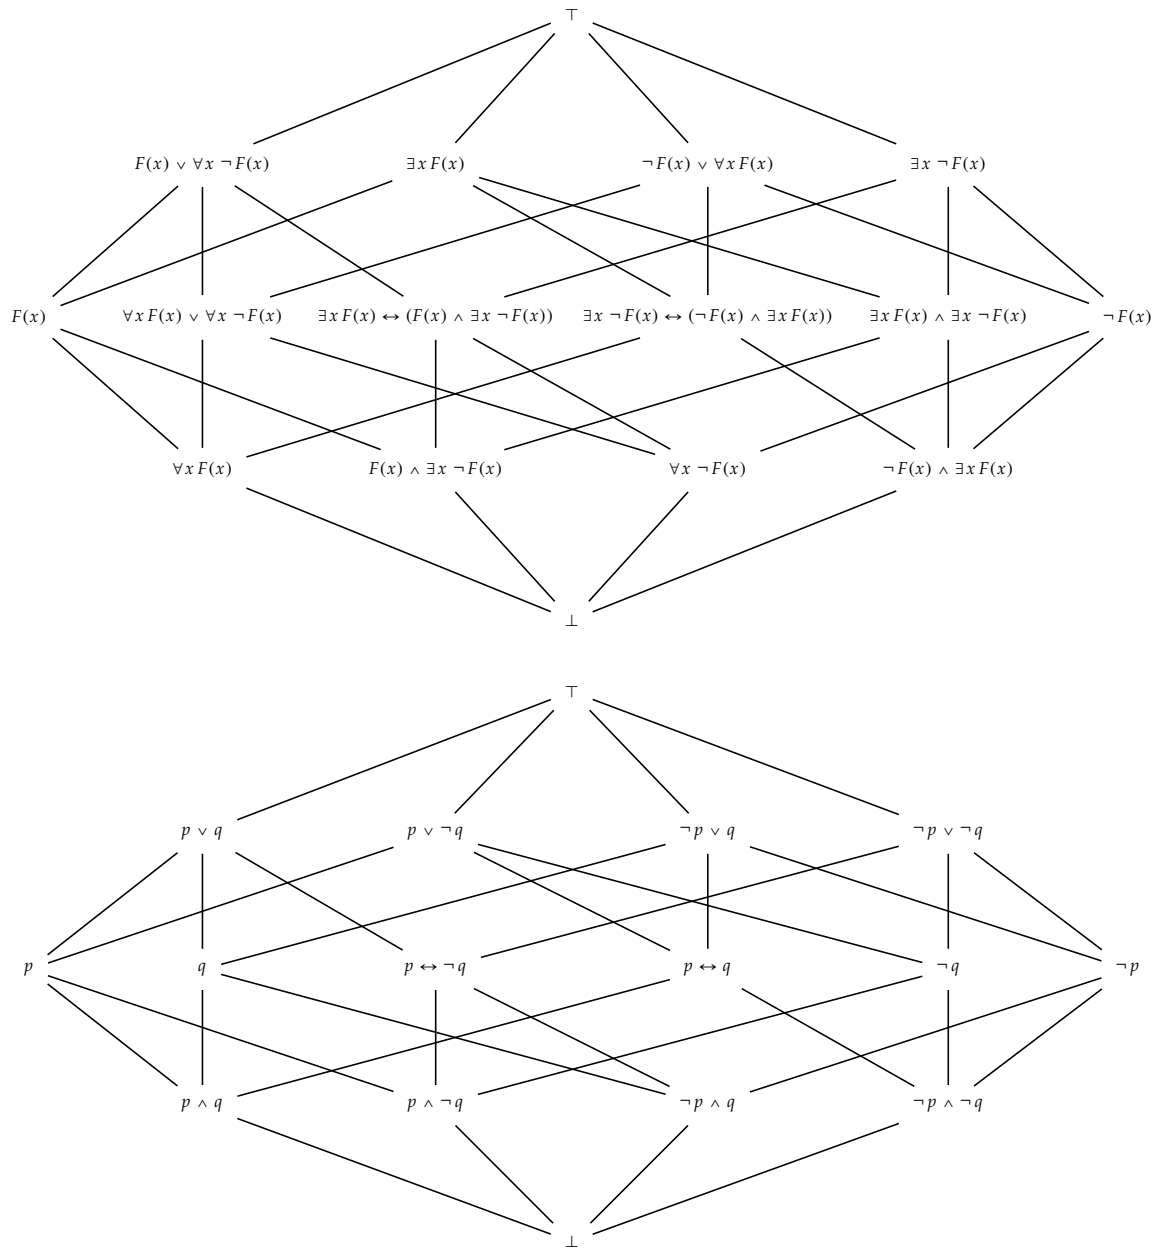 ⊤
F(x) ∨ ∀x ¬F(x) ∃x F(x) ¬F(x) ∨ ∀x F(x) ∃x ¬F(x)
F(x) ∀x F(x) ∨ ∀x ¬F(x) ∃x F(x) ↔ (F(x) ∧ ∃x ¬F(x)) ∃x ¬F(x) ↔ (¬F(x) ∧ ∃x F(x)) ∃x F(x) ∧ ∃x ¬F(x) ¬F(x)
∀x F(x) F(x) ∧ ∃x ¬F(x) ∀x ¬F(x) ¬F(x) ∧ ∃x F(x)
⊥
⊤
p ∨ q p ∨ ¬q ¬p ∨ q ¬p ∨ ¬q
p q p ↔ ¬q p ↔ q ¬q ¬p
p ∧ q p ∧ ¬q ¬p ∧ q ¬p ∧ ¬q
⊥